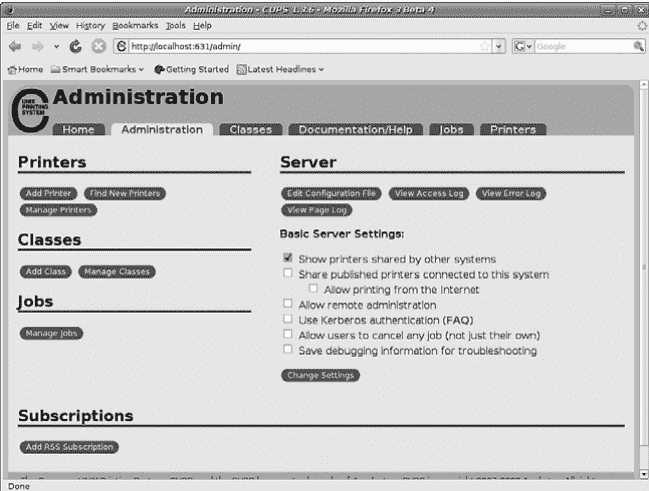 Administration - CUPS 1.3.6 - Mozilla Firefox 3 Beta 4
File Edit View History Bookmarks Tools Help
http://localhost:631/admin/
Google
Home Smart Bookmarks Getting Started Latest Headlines
UNIX PRINTING SYSTEM
Administration
Home Administration Classes Documentation/Help Jobs Printers
Printers
Add Printer Find New Printers
Manage Printers
Classes
Add Class Manage Classes
Jobs
Manage Jobs
Server
Edit Configuration File View Access Log View Error Log
View Page Log
Basic Server Settings:
Show printers shared by other systems
Share published printers connected to this system
Allow printing from the Internet
Allow remote administration
Use Kerberos authentication (FAQ)
Allow users to cancel any job (not just their own)
Save debugging information for troubleshooting
Change Settings
Subscriptions
Add RSS Subscription
Done